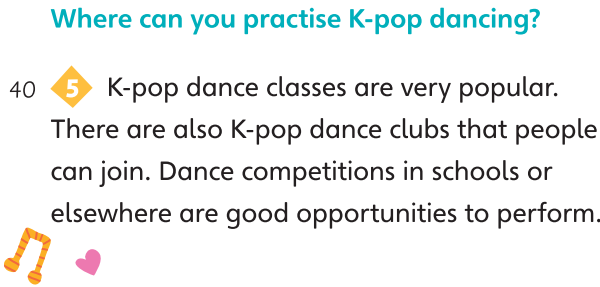 Where can you practise K-pop dancing?
40 5 K-pop dance classes are very popular.
There are also K-pop dance clubs that people
can join. Dance competitions in schools or
elsewhere are good opportunities to perform.